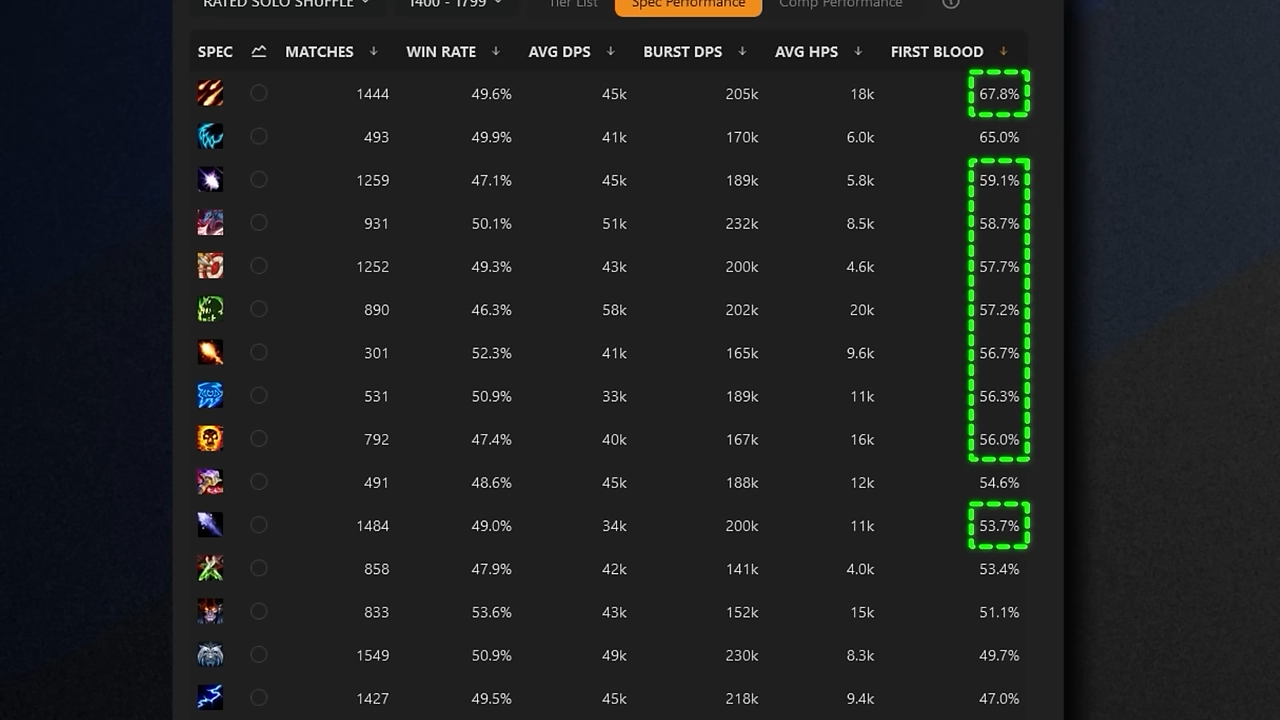 RATED SOLO SHUFFLE 1400 - 1799 Tier List Spec Performance Comp Performance
SPEC MATCHES WIN RATE AVG DPS BURST DPS AVG HPS FIRST BLOOD
1444 49.6% 45k 205k 18k 67.8%
493 49.9% 41k 170k 6.0k 65.0%
1259 47.1% 45k 189k 5.8k 59.1%
931 50.1% 51k 232k 8.5k 58.7%
1252 49.3% 43k 200k 4.6k 57.7%
890 46.3% 58k 202k 20k 57.2%
301 52.3% 41k 165k 9.6k 56.7%
531 50.9% 33k 189k 11k 56.3%
792 47.4% 40k 167k 16k 56.0%
491 48.6% 45k 188k 12k 54.6%
1484 49.0% 34k 200k 11k 53.7%
858 47.9% 42k 141k 4.0k 53.4%
833 53.6% 43k 152k 15k 51.1%
1549 50.9% 49k 230k 8.3k 49.7%
1427 49.5% 45k 218k 9.4k 47.0%